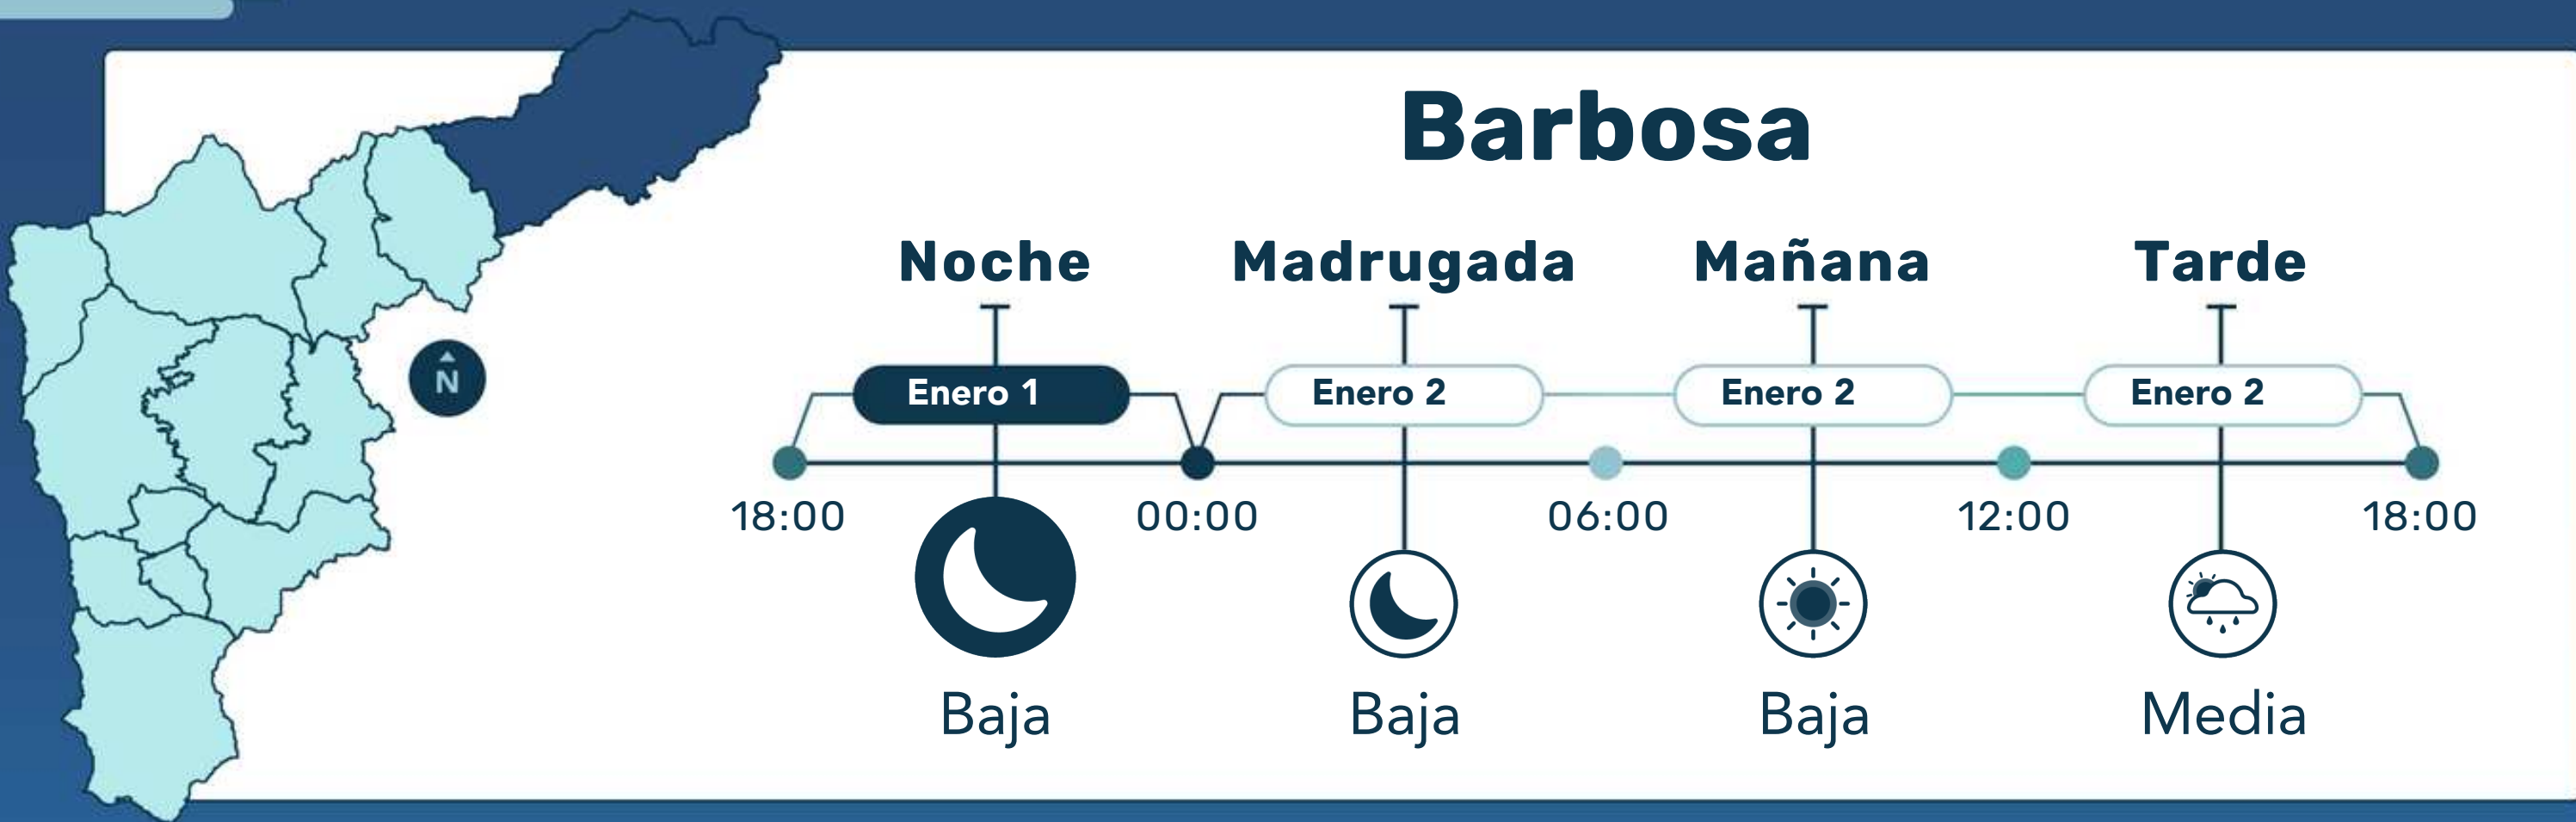 Barbosa
Noche Madrugada Mañana Tarde
Enero 1 Enero 2 Enero 2 Enero 2
N
18:00 00:00 06:00 12:00 18:00
Baja Baja Baja Media